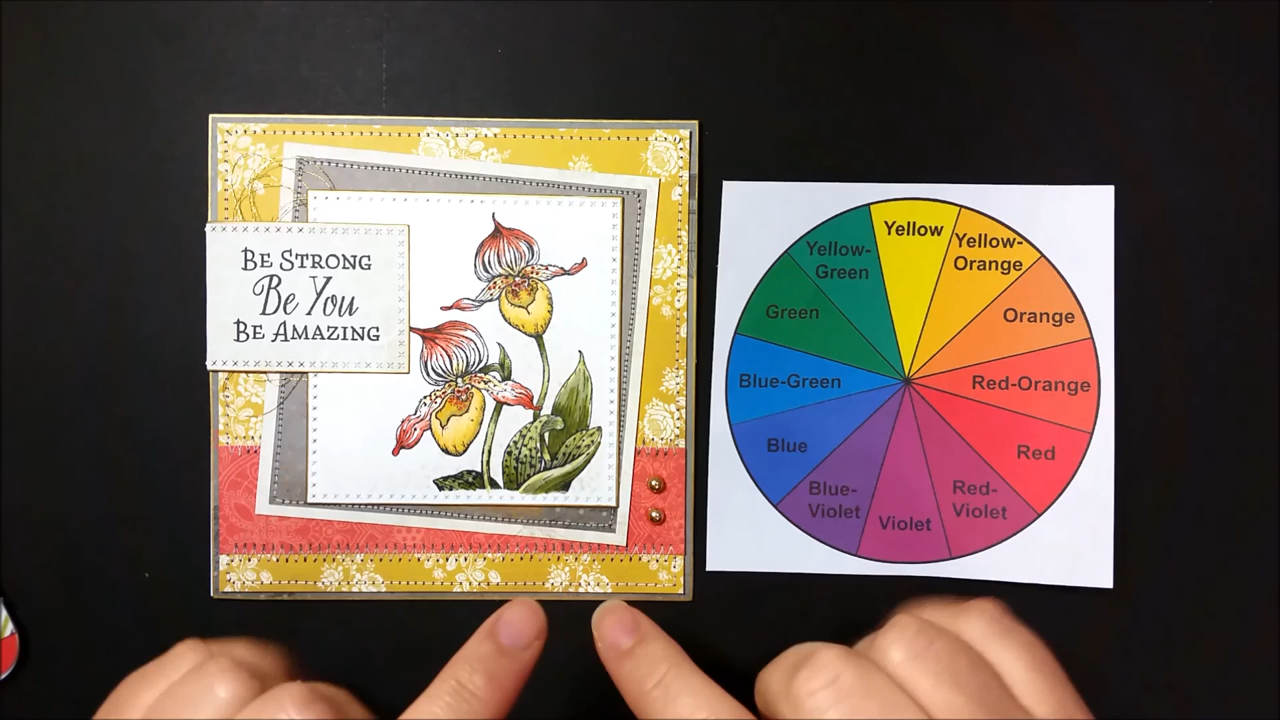 Be Strong
Be You
Be Amazing
Yellow
Yellow-
Orange
Orange
Red-Orange
Red
Red-
Violet
Violet
Blue-
Violet
Blue
Blue-Green
Green
Yellow-
Green